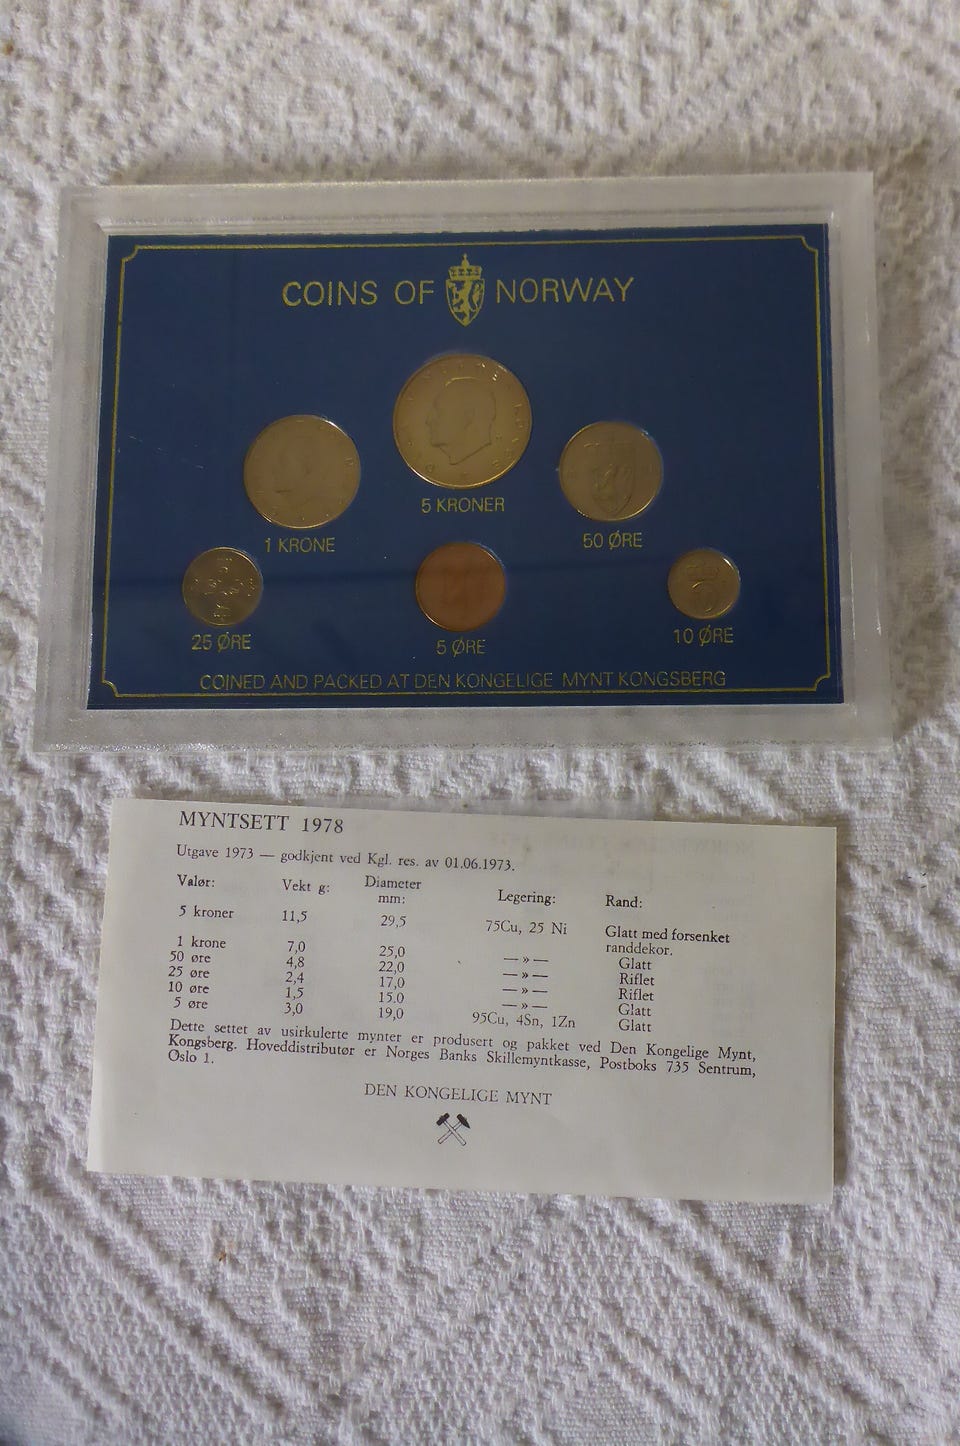 COINS OF NORWAY
5 KRONER
1 KRONE
50 ØRE
25 ØRE
5 ØRE
10 ØRE
COINED AND PACKED AT DEN KONGELIGE MYNT KONGSBERG
MYNTSETT 1978
Utgave 1973 — godkjent ved Kgl. res. av 01.06.1973.
Valør: Vekt g: Diameter mm: Legering: Rand:
5 kroner 11,5 29,5 75Cu, 25 Ni Glatt med forsenket randdekor.
1 krone 7,0 25,0 —»— Glatt
50 øre 4,8 22,0 —»— Riflet
25 øre 2,4 17,0 —»— Riflet
10 øre 1,5 15.0 —»— Glatt
5 øre 3,0 19,0 95Cu, 4Sn, 1Zn Glatt
Dette settet av usirkulerte mynter er produsert og pakket ved Den Kongelige Mynt,
Kongsberg. Hoveddistributør er Norges Banks Skillemyntkasse, Postboks 735 Sentrum,
Oslo 1.
DEN KONGELIGE MYNT